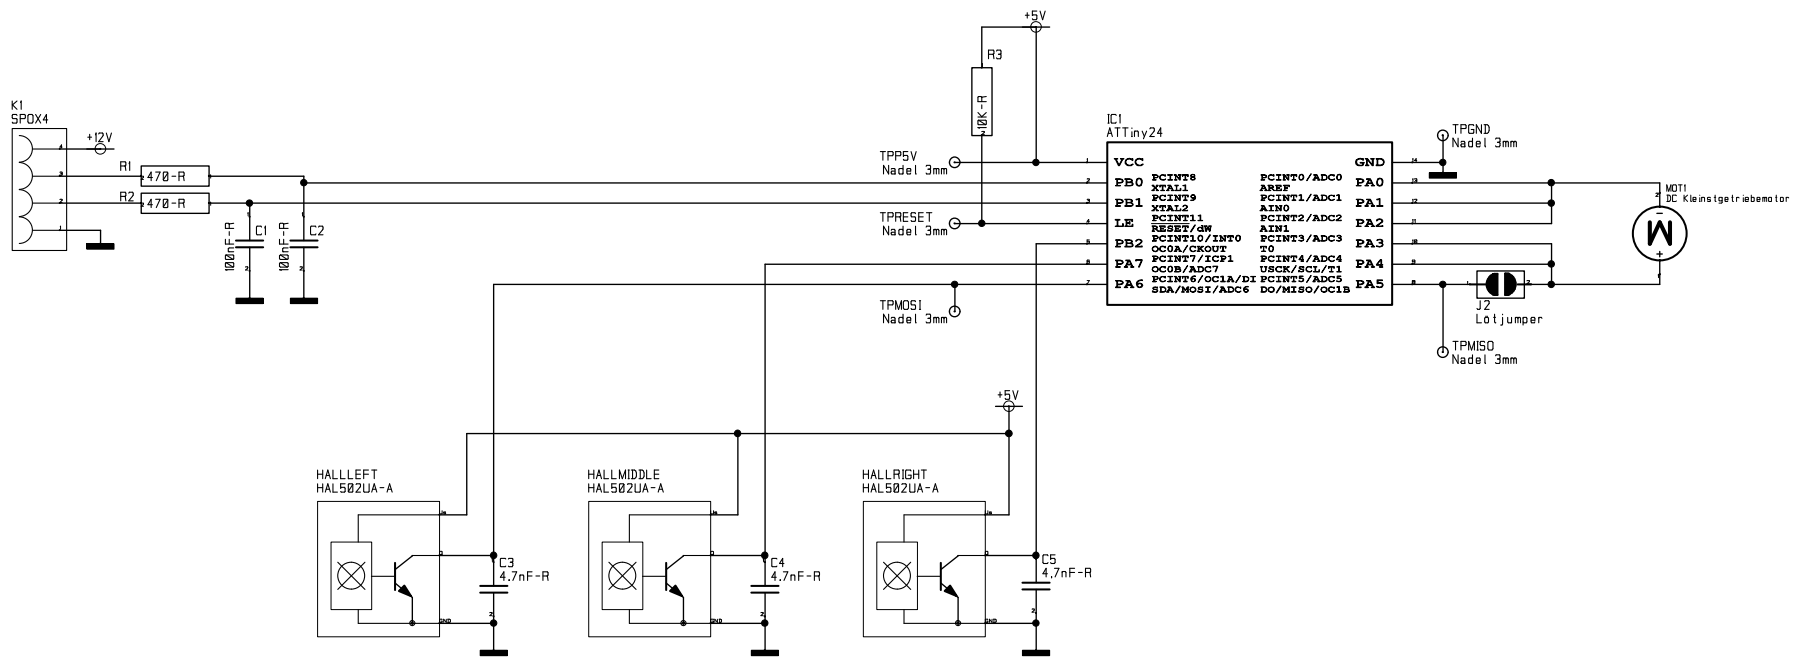 K1
SPOX4
+12V
R1
470-R
R2
470-R
100nF-R
C1
100nF-R
C2
+5V
R3
10K-R
TPP5V
Nadel 3mm
TPRESET
Nadel 3mm
TPMOSI
Nadel 3mm
IC1
ATTiny24
VCC
PB0
PB1
LE
PB2
PA7
PA6
PCINT8
XTAL1
PCINT9
XTAL2
PCINT11
RESET/dW
PCINT10/INT0
OC0A/CKOUT
PCINT7/ICP1
OC0B/ADC7
PCINT6/OC1A/DI
SDA/MOSI/ADC6
PCINT0/ADC0
AREF
PCINT1/ADC1
AIN0
PCINT2/ADC2
AIN1
PCINT3/ADC3
T0
PCINT4/ADC4
USCK/SCL/T1
PCINT5/ADC5
DO/MISO/OC1B
GND
PA0
PA1
PA2
PA3
PA4
PA5
TPGND
Nadel 3mm
MOT1
DC Kleinstgetriebemotor
M
J2
Lötjumper
TPMISO
Nadel 3mm
+5V
HALLLEFT
HAL502UA-A
GND
C3
4.7nF-R
HALLMIDDLE
HAL502UA-A
GND
C4
4.7nF-R
HALLRIGHT
HAL502UA-A
GND
C5
4,7nF-R